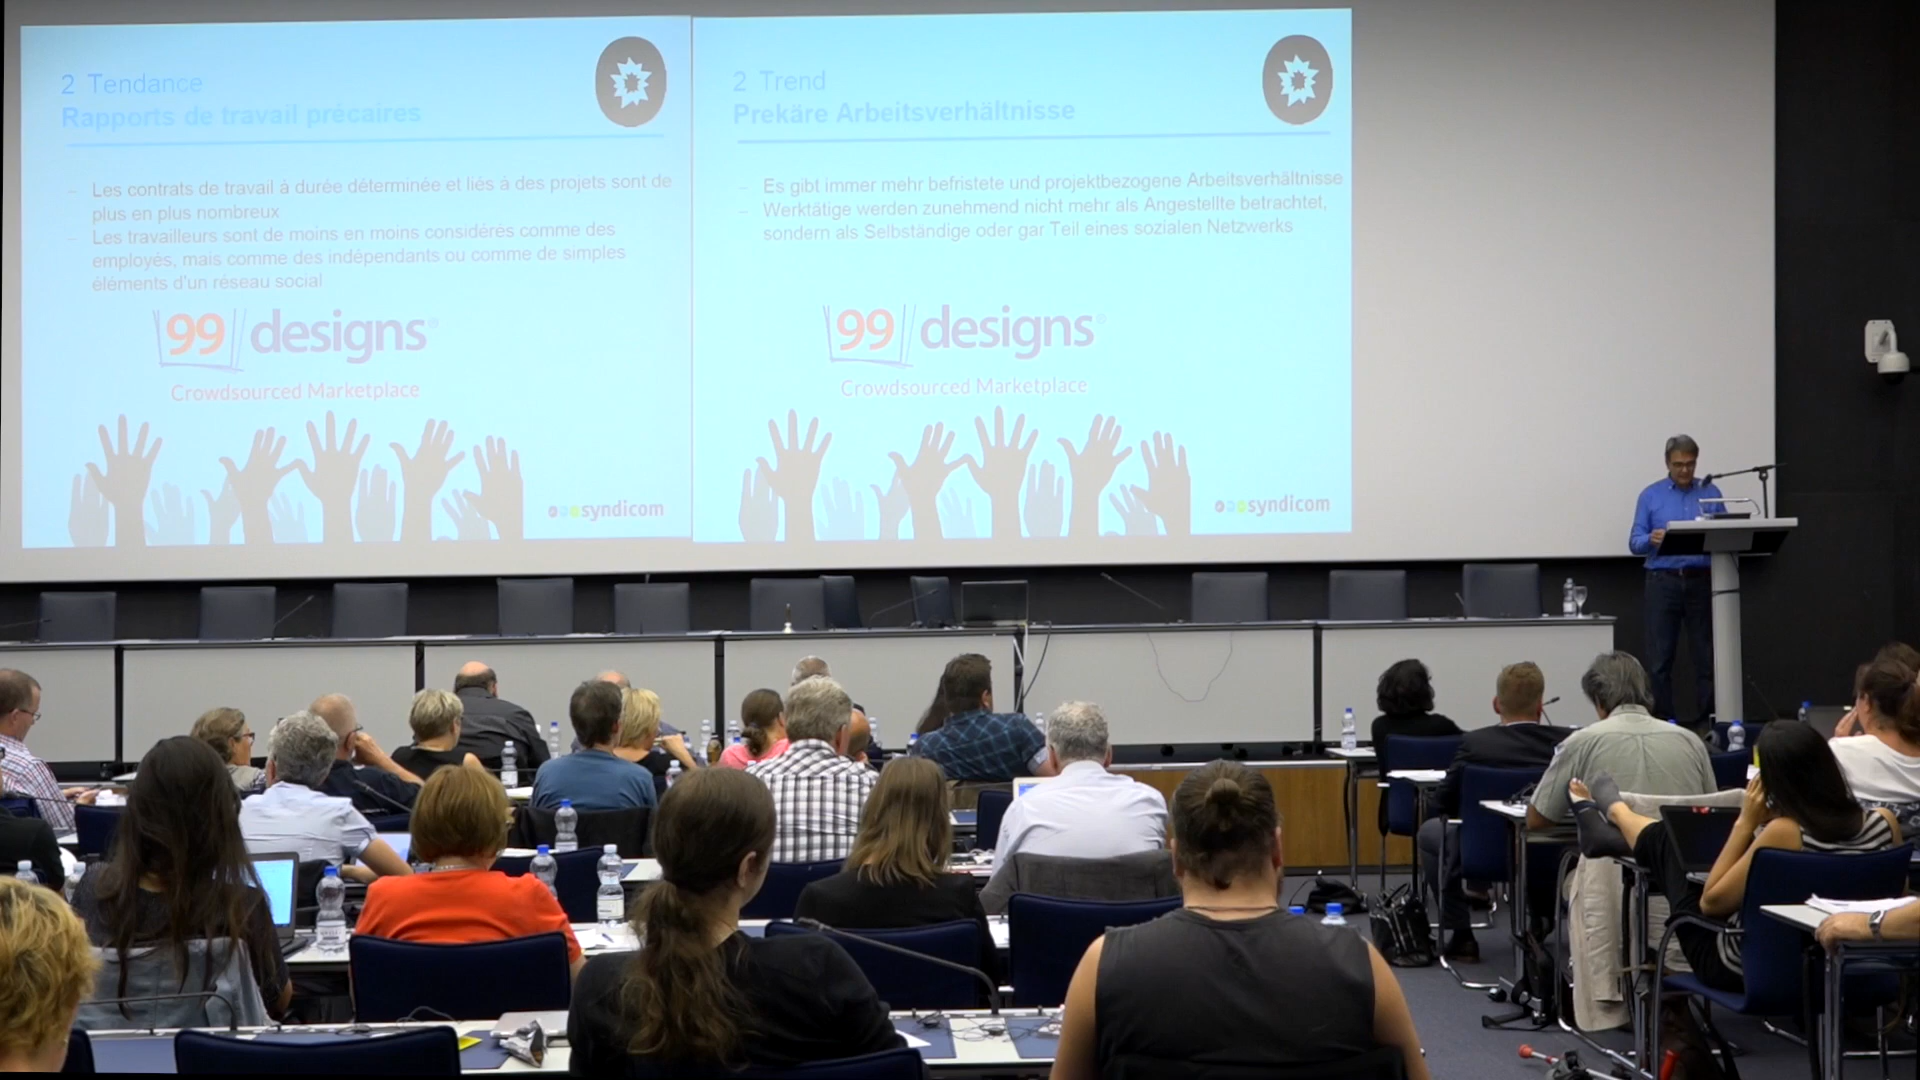 2 Tendance
Rapports de travail précaires
– Les contrats de travail à durée déterminée et liés à des projets sont de
plus en plus nombreux
– Les travailleurs sont de moins en moins considérés comme des
employés, mais comme des indépendants ou comme de simples
éléments d'un réseau social
99 designs®
Crowdsourced Marketplace
syndicom
2 Trend
Prekäre Arbeitsverhältnisse
– Es gibt immer mehr befristete und projektbezogene Arbeitsverhältnisse
– Werktätige werden zunehmend nicht mehr als Angestellte betrachtet,
sondern als Selbständige oder gar Teil eines sozialen Netzwerks
99 designs®
Crowdsourced Marketplace
syndicom